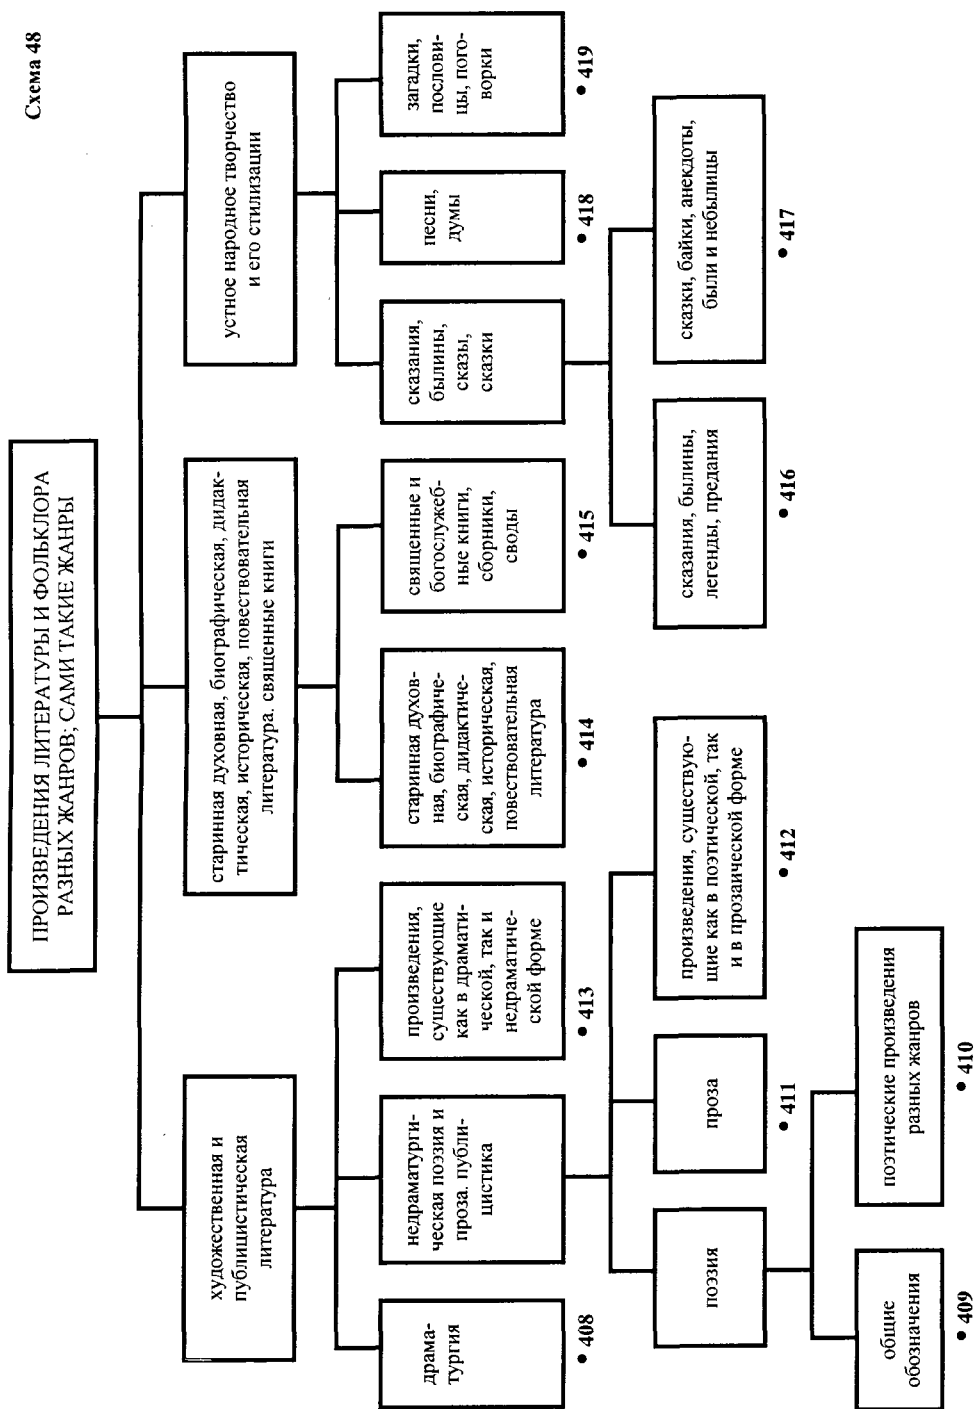 Схема 48
ПРОИЗВЕДЕНИЯ ЛИТЕРАТУРЫ И ФОЛЬКЛОРА
РАЗНЫХ ЖАНРОВ; САМИ ТАКИЕ ЖАНРЫ
художественная и
публицистическая
литература
старинная духовная, биографическая, дидак-
тическая, историческая, повествовательная
литература. священные книги
устное народное творчество
и его стилизации
драма-
тургия
• 408
недраматурги-
ческая поэзия и
проза. публи-
цистика
произведения,
существующие
как в драмати-
ческой, так и
недраматиче-
ской форме
• 413
старинная духов-
ная, биографиче-
ская, дидактиче-
ская, историческая,
повествовательная
литература
• 414
священные и
богослужеб-
ные книги,
сборники,
своды
• 415
сказания,
былины,
сказы,
сказки
песни,
думы
• 418
загадки,
послови-
цы, пого-
ворки
• 419
поэзия
проза
• 411
произведения, существую-
щие как в поэтической, так
и в прозаической форме
• 412
сказания, былины,
легенды, предания
• 416
сказки, байки, анекдоты,
были и небылицы
• 417
общие
обозначения
• 409
поэтические произведения
разных жанров
• 410